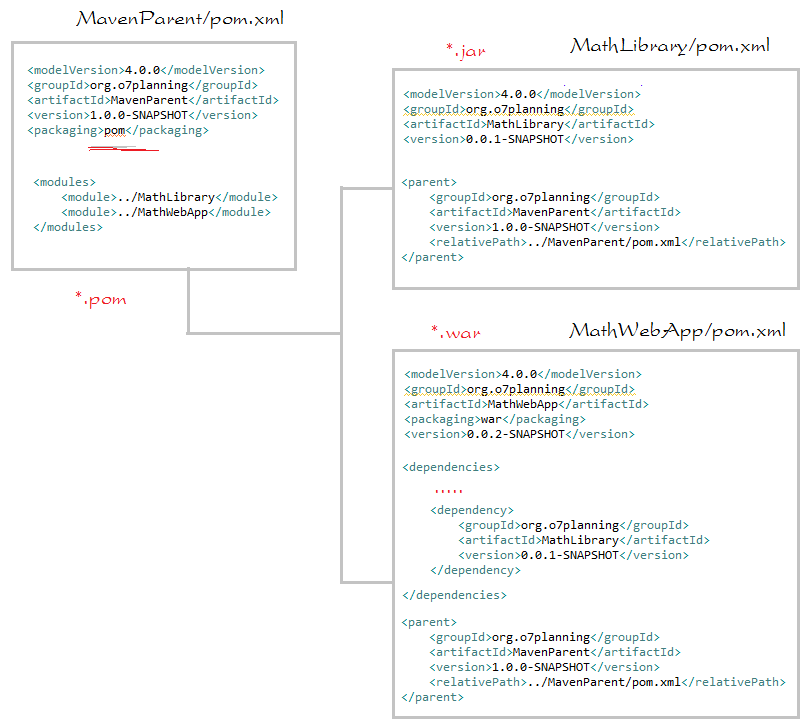 MavenParent/pom.xml
<modelVersion>4.0.0</modelVersion>
<groupId>org.o7planning</groupId>
<artifactId>MavenParent</artifactId>
<version>1.0.0-SNAPSHOT</version>
<packaging>pom</packaging>
<modules>
<module>../MathLibrary</module>
<module>../MathWebApp</module>
</modules>
*.pom
*.jar
MathLibrary/pom.xml
<modelVersion>4.0.0</modelVersion>
<groupId>org.o7planning</groupId>
<artifactId>MathLibrary</artifactId>
<version>0.0.1-SNAPSHOT</version>
<parent>
<groupId>org.o7planning</groupId>
<artifactId>MavenParent</artifactId>
<version>1.0.0-SNAPSHOT</version>
<relativePath>../MavenParent/pom.xml</relativePath>
</parent>
*.war
MathWebApp/pom.xml
<modelVersion>4.0.0</modelVersion>
<groupId>org.o7planning</groupId>
<artifactId>MathWebApp</artifactId>
<packaging>war</packaging>
<version>0.0.2-SNAPSHOT</version>
<dependencies>
.....
<dependency>
<groupId>org.o7planning</groupId>
<artifactId>MathLibrary</artifactId>
<version>0.0.1-SNAPSHOT</version>
</dependency>
</dependencies>
<parent>
<groupId>org.o7planning</groupId>
<artifactId>MavenParent</artifactId>
<version>1.0.0-SNAPSHOT</version>
<relativePath>../MavenParent/pom.xml</relativePath>
</parent>